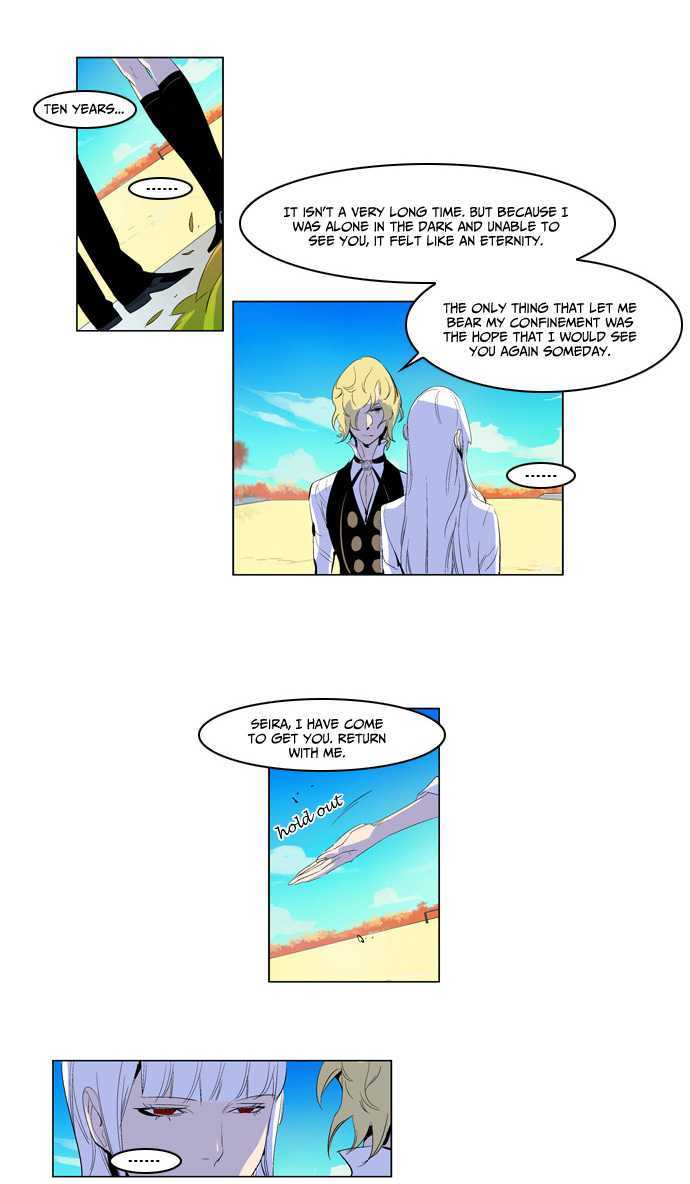 TEN YEARS...
------
IT ISN'T A VERY LONG TIME. BUT BECAUSE I
WAS ALONE IN THE DARK AND UNABLE TO
SEE YOU, IT FELT LIKE AN ETERNITY.
THE ONLY THING THAT LET ME
BEAR MY CONFINEMENT WAS
THE HOPE THAT I WOULD SEE
YOU AGAIN SOMEDAY.
------
SEIRA, I HAVE COME
TO GET YOU. RETURN
WITH ME.
hold out
------